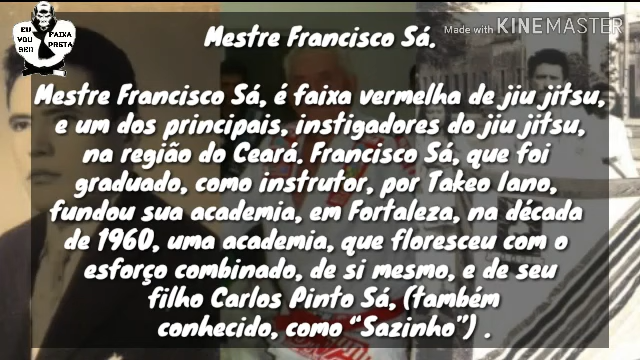 EU
VOU
SER
FAIXA
PRETA
Made with KINEMASTER
Mestre Francisco Sá.
Mestre Francisco Sá, é faixa vermelha de jiu jitsu,
e um dos principais, instigadores do jiu jitsu,
na região do Ceará. Francisco Sá, que foi
graduado, como instrutor, por Takeo Iano,
fundou sua academia, em Fortaleza, na década
de 1960, uma academia, que floresceu com o
esforço combinado, de si mesmo, e de seu
filho Carlos Pinto Sá, (também
conhecido, como “Sazinho”) .